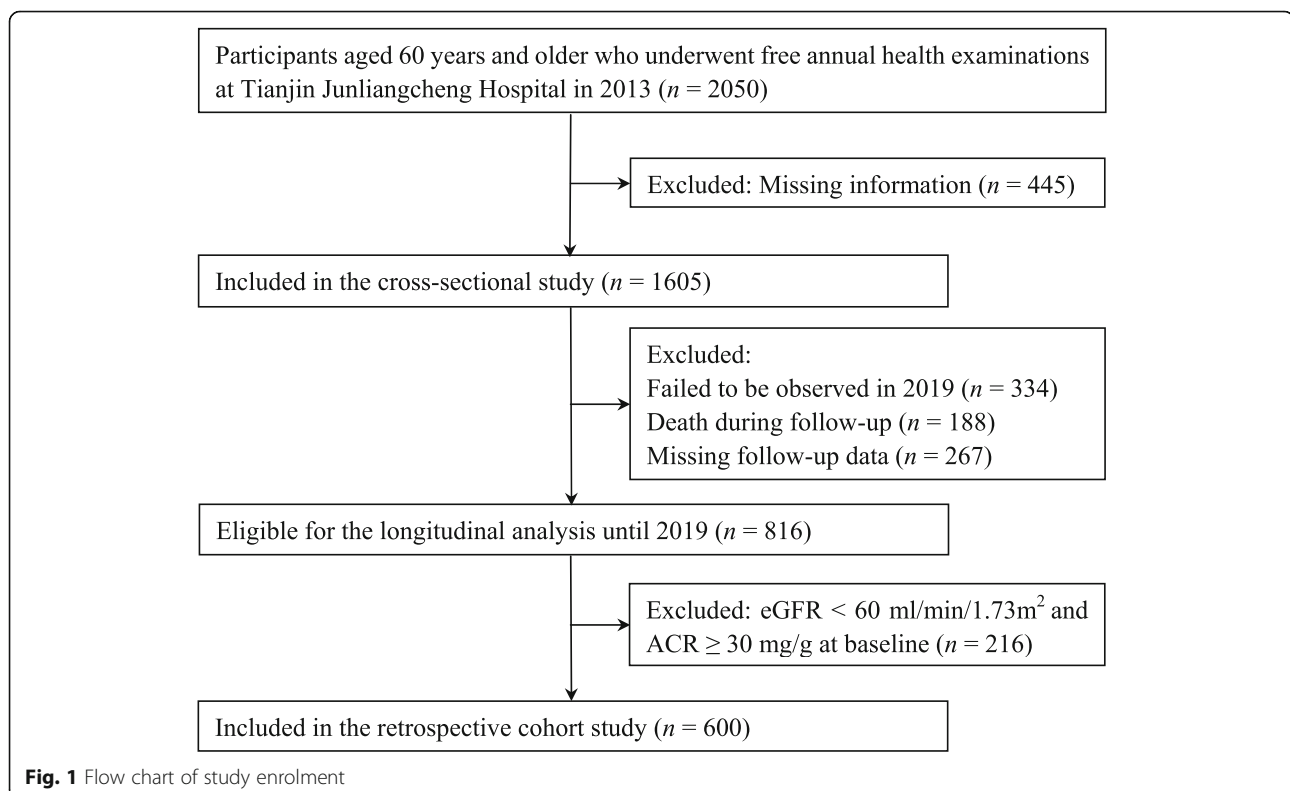 Participants aged 60 years and older who underwent free annual health examinations
at Tianjin Junliangcheng Hospital in 2013 (n = 2050)
Excluded: Missing information (n = 445)
Included in the cross-sectional study (n = 1605)
Excluded:
Failed to be observed in 2019 (n = 334)
Death during follow-up (n = 188)
Missing follow-up data (n = 267)
Eligible for the longitudinal analysis until 2019 (n = 816)
Excluded: eGFR < 60 ml/min/1.73m²  and
ACR ≥ 30 mg/g at baseline (n = 216)
Included in the retrospective cohort study (n = 600)
Fig. 1 Flow chart of study enrolment